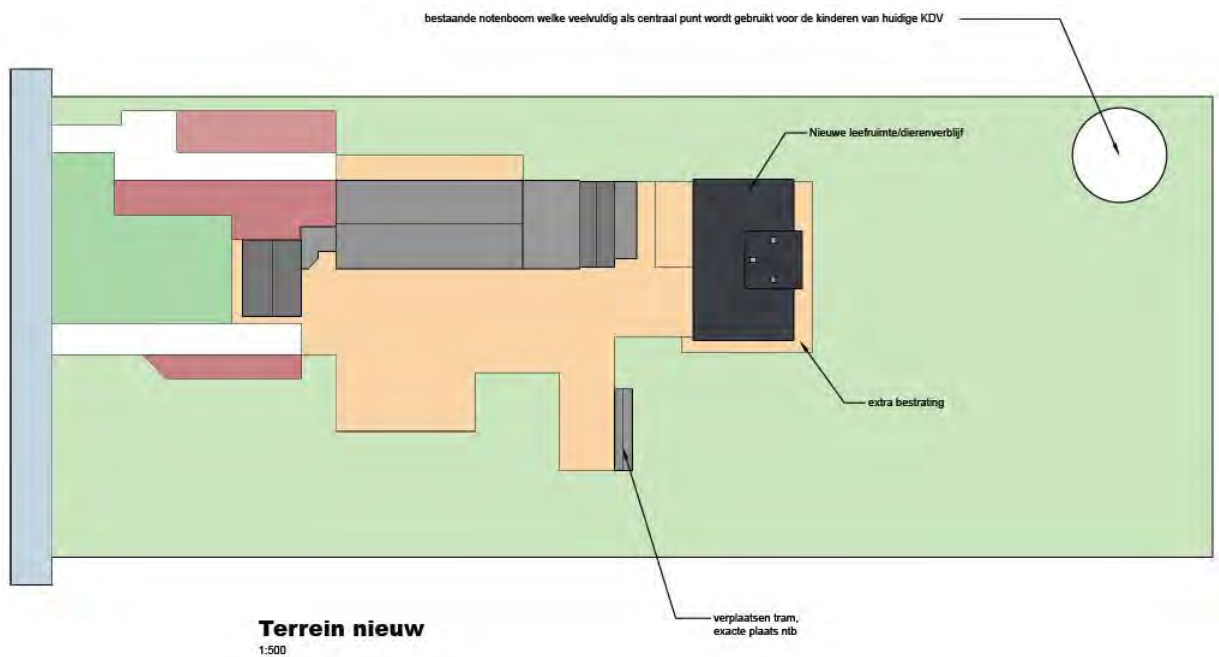 bestaande notenboom welke veelvuldig als centraal punt wordt gebruikt voor de kinderen van huidige KDV
Nieuwe leefruimte/dierenverblijf
extra bestrating
verplaatsen tram,
exacte plaats ntb
Terrein nieuw
1:500